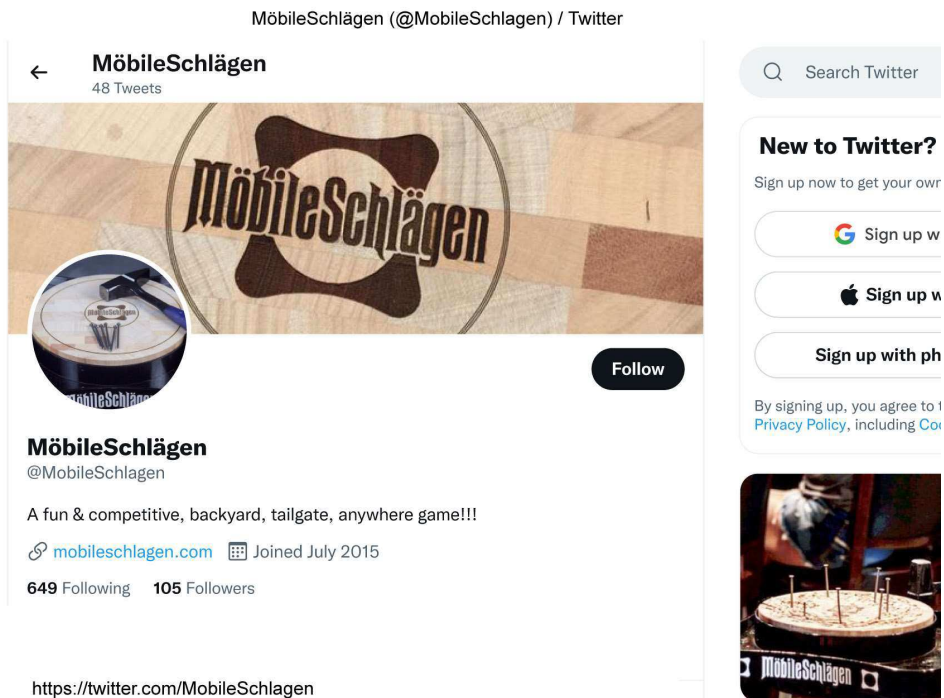 MöbileSchlägen (@MobileSchlagen) / Twitter
MöbileSchlägen
48 Tweets
MöbileSchlägen
MöbileSchlägen
MöbileSchlägen
Follow
MöbileSchlägen
@MobileSchlagen
A fun & competitive, backyard, tailgate, anywhere game!!!
mobileschlagen.com Joined July 2015
649 Following 105 Followers
https://twitter.com/MobileSchlagen
Search Twitter
New to Twitter?
Sign up now to get your own
Sign up w
Sign up w
Sign up with ph
By signing up, you agree to t
Privacy Policy, including Coo
MöbileSchlägen